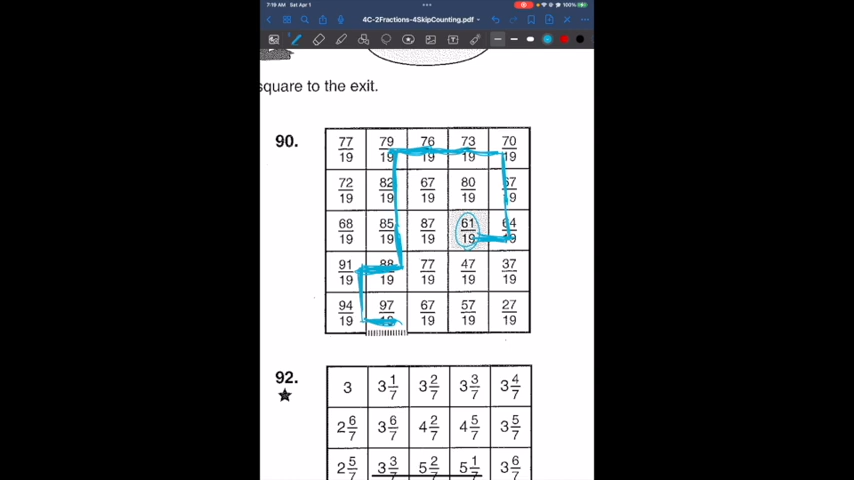 7:19 AM Sat Apr 1
100%
4C-2Fractions-4SkipCounting.pdf
square to the exit.
90.
77/19 79/19 76/19 73/19 70/19
72/19 82/19 67/19 80/19 67/19
68/19 85/19 87/19 61/19 64/19
91/19 88/19 77/19 47/19 37/19
94/19 97/19 67/19 57/19 27/19
92.
3 3 1/7 3 2/7 3 3/7 3 4/7
2 6/7 3 6/7 4 2/7 4 5/7 3 5/7
2 5/7 3 3/7 5 2/7 5 1/7 3 6/7